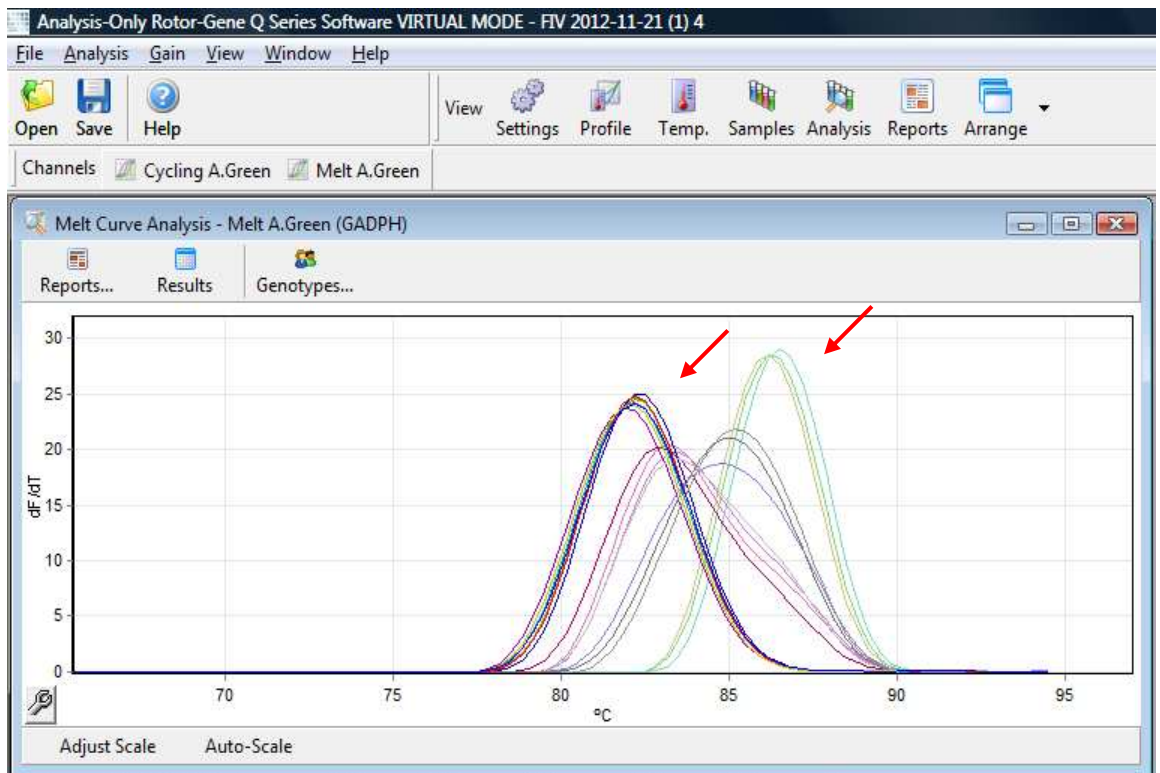 Analysis-Only Rotor-Gene Q Series Software VIRTUAL MODE - FIV 2012-11-21 (1) 4
File Analysis Gain View Window Help
Open Save Help View Settings Profile Temp. Samples Analysis Reports Arrange
Channels Cycling A.Green Melt A.Green
Melt Curve Analysis - Melt A.Green (GADPH)
Reports... Results Genotypes...
30
25
20
15
10
5
0
dF/dT
70 75 80 85 90 95
ºC
Adjust Scale Auto-Scale